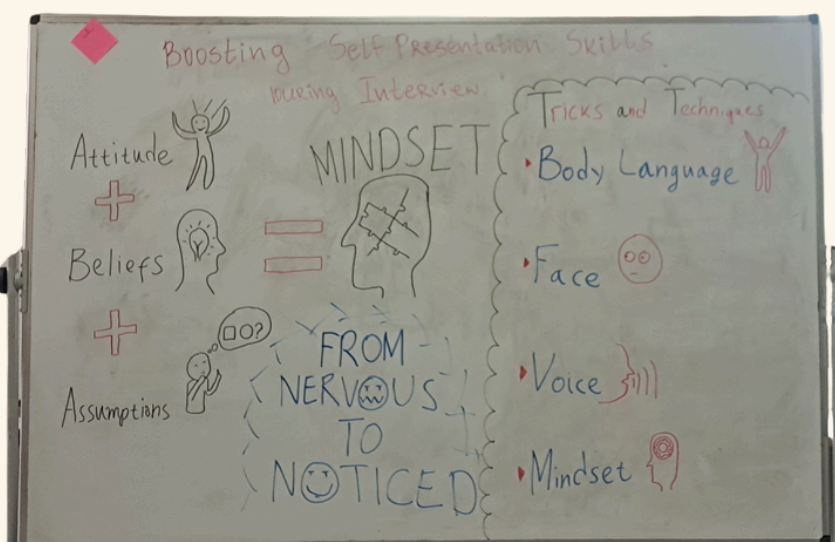 Boosting Self Presentation Skills
During Interview
Attitude
+
Beliefs
+
Assumptions
=
MINDSET
□○?
FROM
NERVOUS
TO
NOTICED
Tricks and Techniques
Body Language
Face
Voice
Mindset